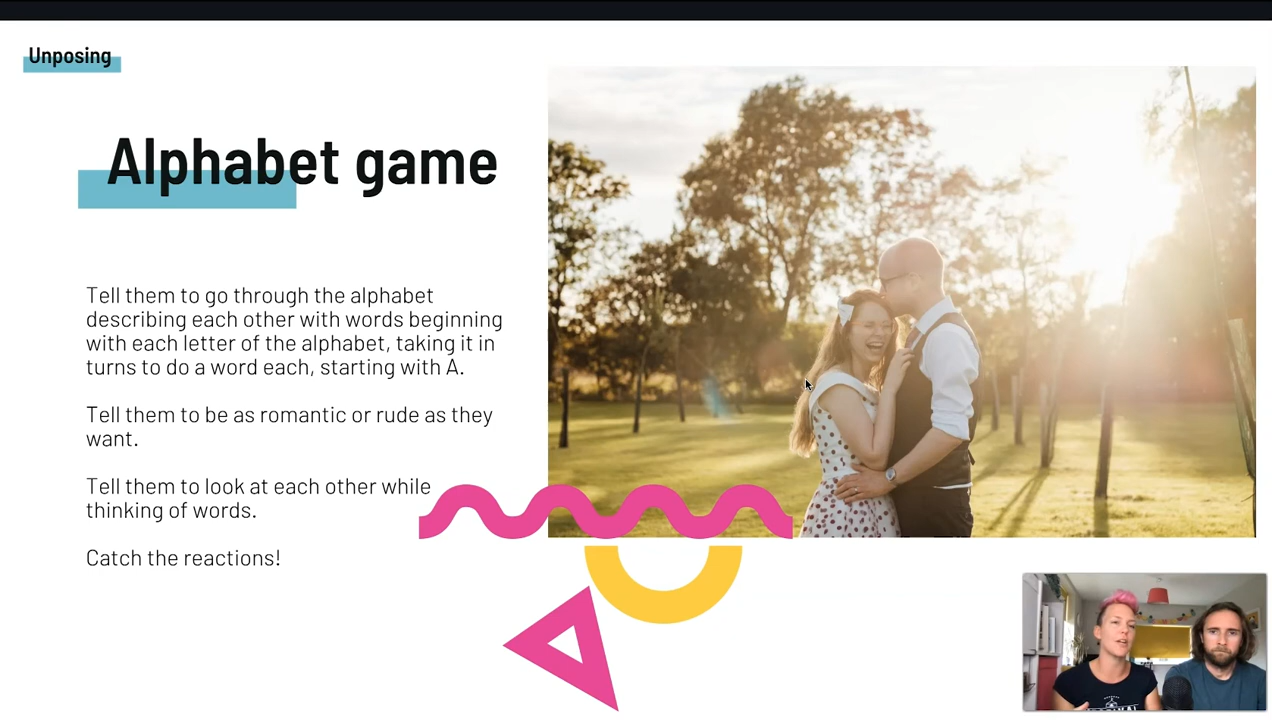 Unposing
Alphabet game
Tell them to go through the alphabet
describing each other with words beginning
with each letter of the alphabet, taking it in
turns to do a word each, starting with A.
Tell them to be as romantic or rude as they
want.
Tell them to look at each other while
thinking of words.
Catch the reactions!